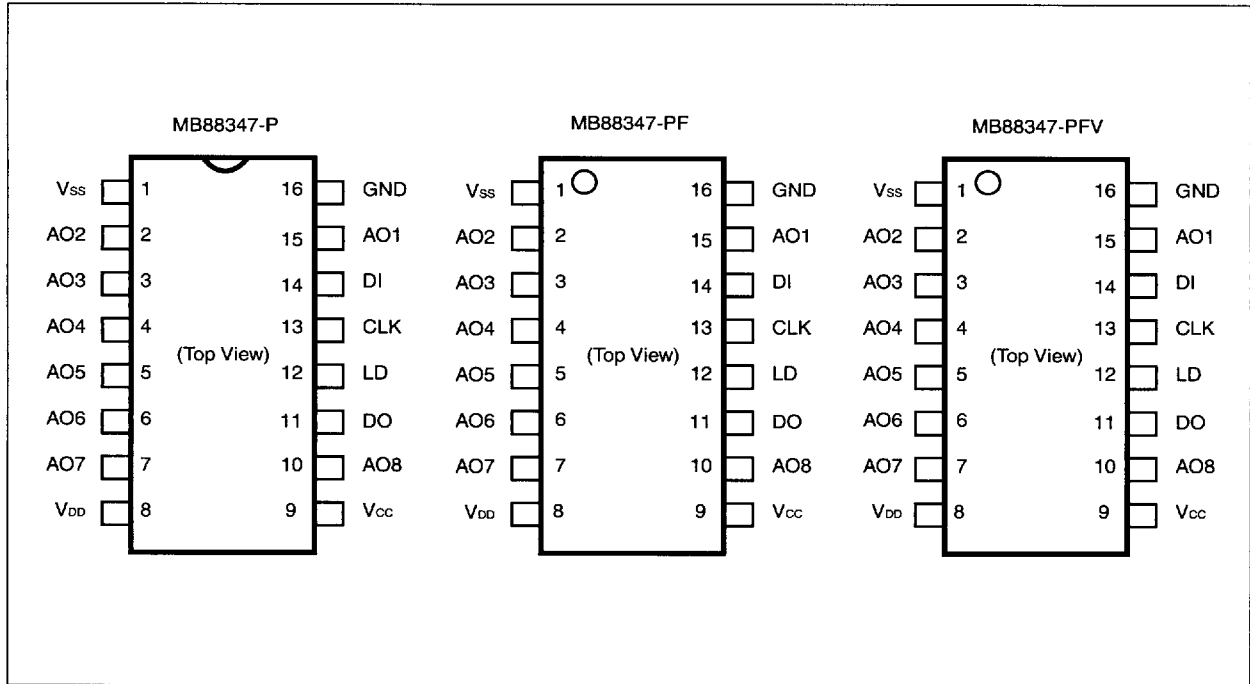 MB88347-P
Vss 1 16 GND
AO2 2 15 AO1
AO3 3 14 DI
AO4 4 13 CLK
(Top View)
AO5 5 12 LD
AO6 6 11 DO
AO7 7 10 AO8
VDD 8 9 Vcc
MB88347-PF
Vss 1 16 GND
AO2 2 15 AO1
AO3 3 14 DI
AO4 4 13 CLK
(Top View)
AO5 5 12 LD
AO6 6 11 DO
AO7 7 10 AO8
VDD 8 9 Vcc
MB88347-PFV
Vss 1 16 GND
AO2 2 15 AO1
AO3 3 14 DI
AO4 4 13 CLK
(Top View)
AO5 5 12 LD
AO6 6 11 DO
AO7 7 10 AO8
VDD 8 9 Vcc